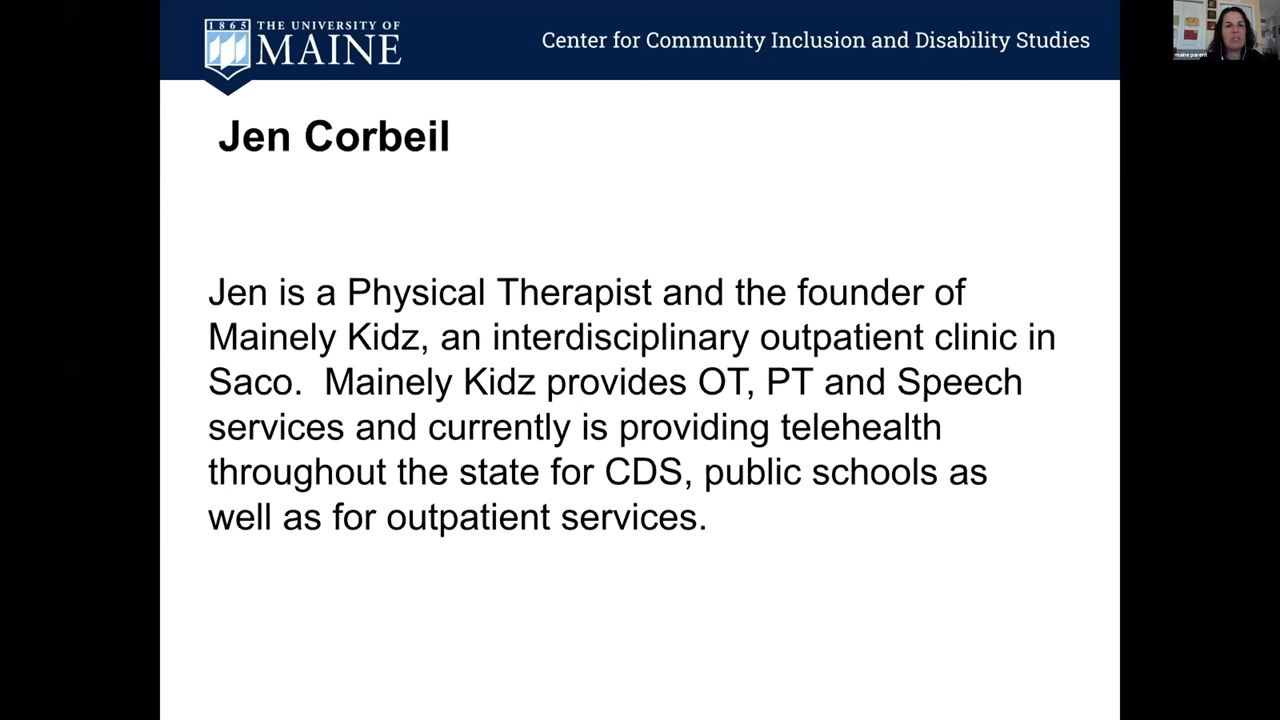 1865
THE UNIVERSITY OF
MAINE
Center for Community Inclusion and Disability Studies
maine parent
Jen Corbeil
Jen is a Physical Therapist and the founder of
Mainely Kidz, an interdisciplinary outpatient clinic in
Saco.  Mainely Kidz provides OT, PT and Speech
services and currently is providing telehealth
throughout the state for CDS, public schools as
well as for outpatient services.